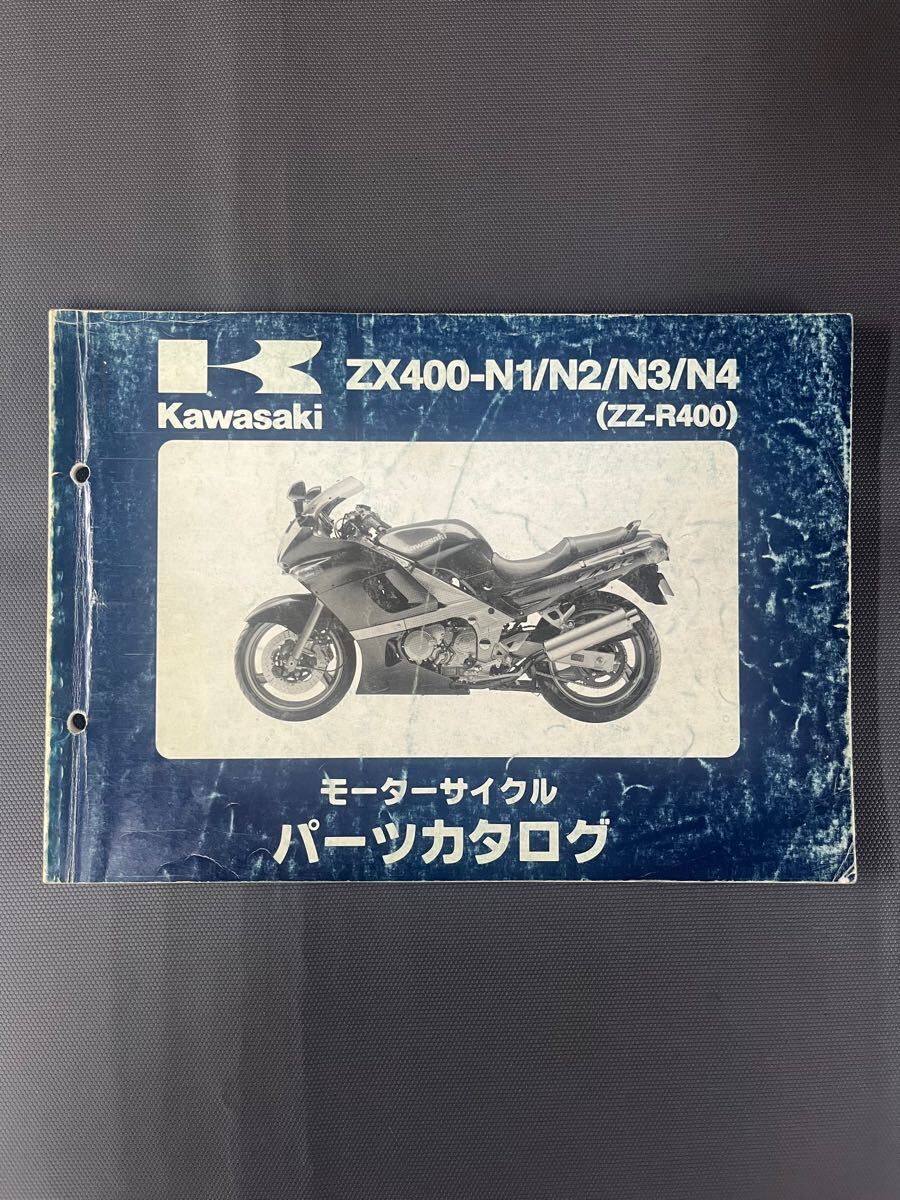 ZX400-N1/N2/N3/N4
(ZZ-R400)
Kawasaki
Kawasaki
モーターサイクル
パーツカタログ